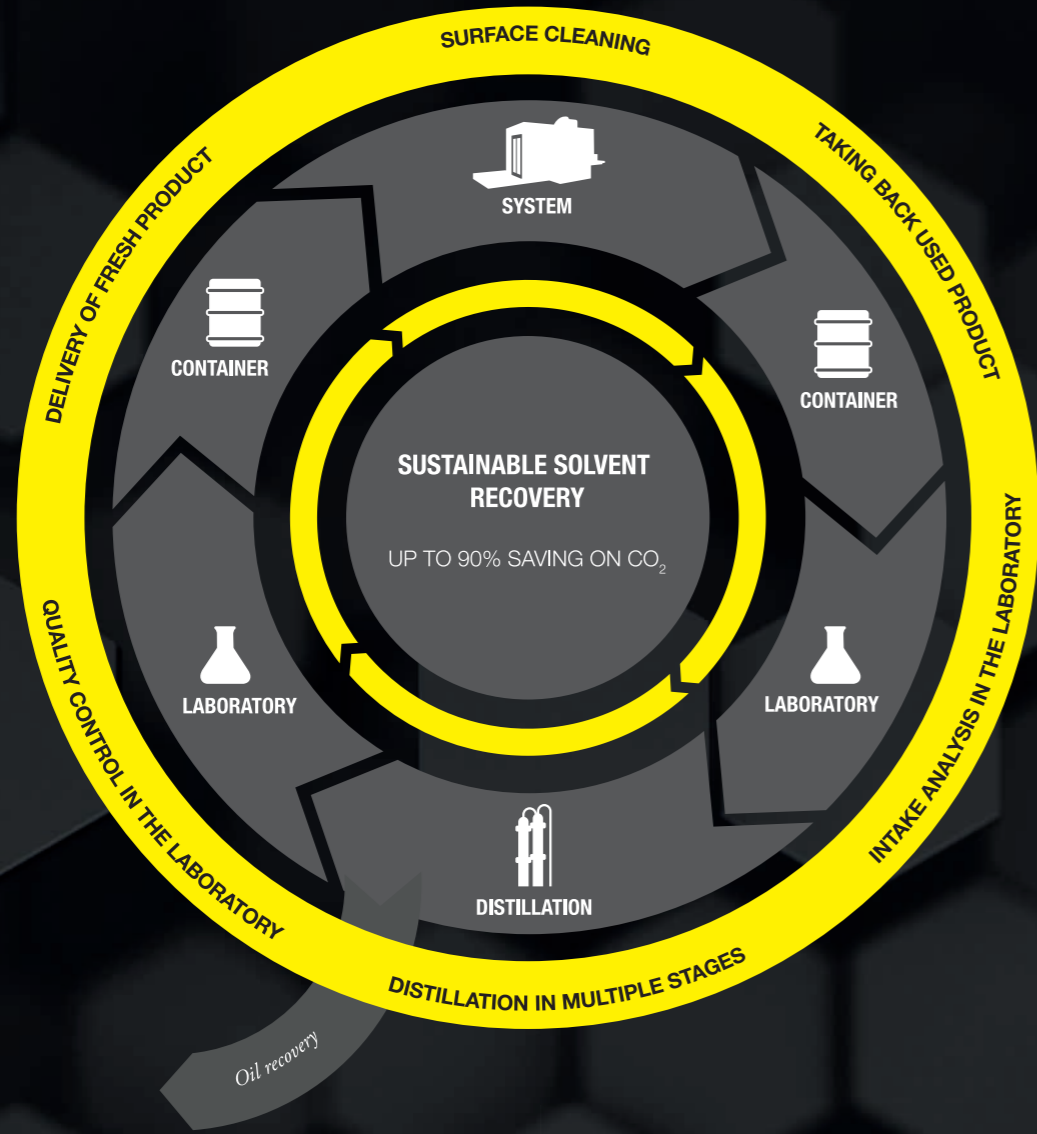 SURFACE CLEANING
SYSTEM
TAKING BACK USED PRODUCT
CONTAINER
INTAKE ANALYSIS IN THE LABORATORY
LABORATORY
DISTILLATION IN MULTIPLE STAGES
DISTILLATION
Oil recovery
QUALITY CONTROL IN THE LABORATORY
LABORATORY
DELIVERY OF FRESH PRODUCT
CONTAINER
SUSTAINABLE SOLVENT
RECOVERY
UP TO 90% SAVING ON CO₂